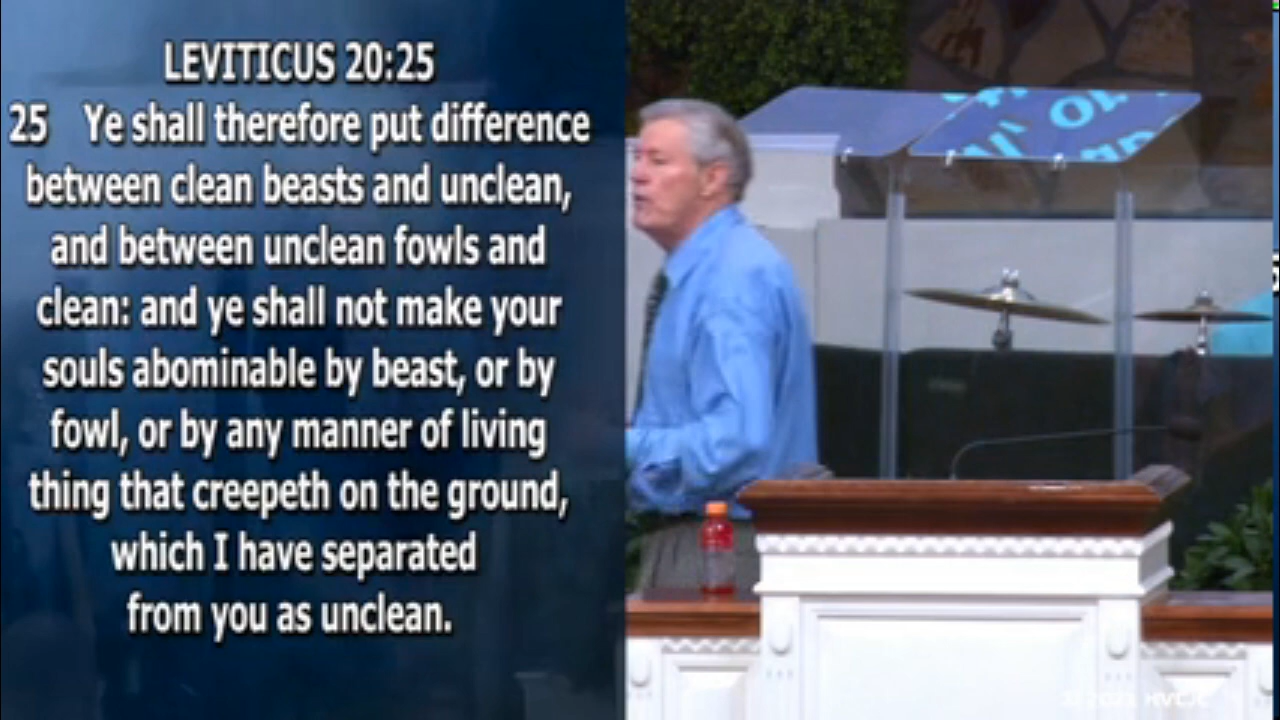 LEVITICUS 20:25
25 Ye shall therefore put difference
between clean beasts and unclean,
and between unclean fowls and
clean: and ye shall not make your
souls abominable by beast, or by
fowl, or by any manner of living
thing that creepeth on the ground,
which I have separated
from you as unclean.
2021